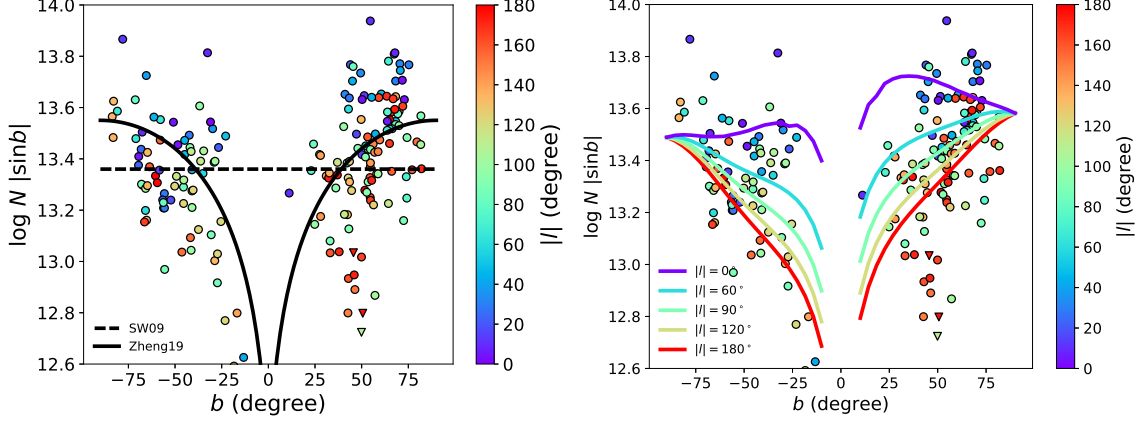 14.0
13.8
13.6
13.4
13.2
13.0
12.8
12.6
−75 −50 −25 0 25 50 75
b (degree)
log N |sinb|
SW09
Zheng19
180
160
140
120
100
80
60
40
20
0
|l| (degree)
14.0
13.8
13.6
13.4
13.2
13.0
12.8
12.6
−75 −50 −25 0 25 50 75
b (degree)
log N |sinb|
|l| = 0°
|l| = 60°
|l| = 90°
|l| = 120°
|l| = 180°
180
160
140
120
100
80
60
40
20
0
|l| (degree)